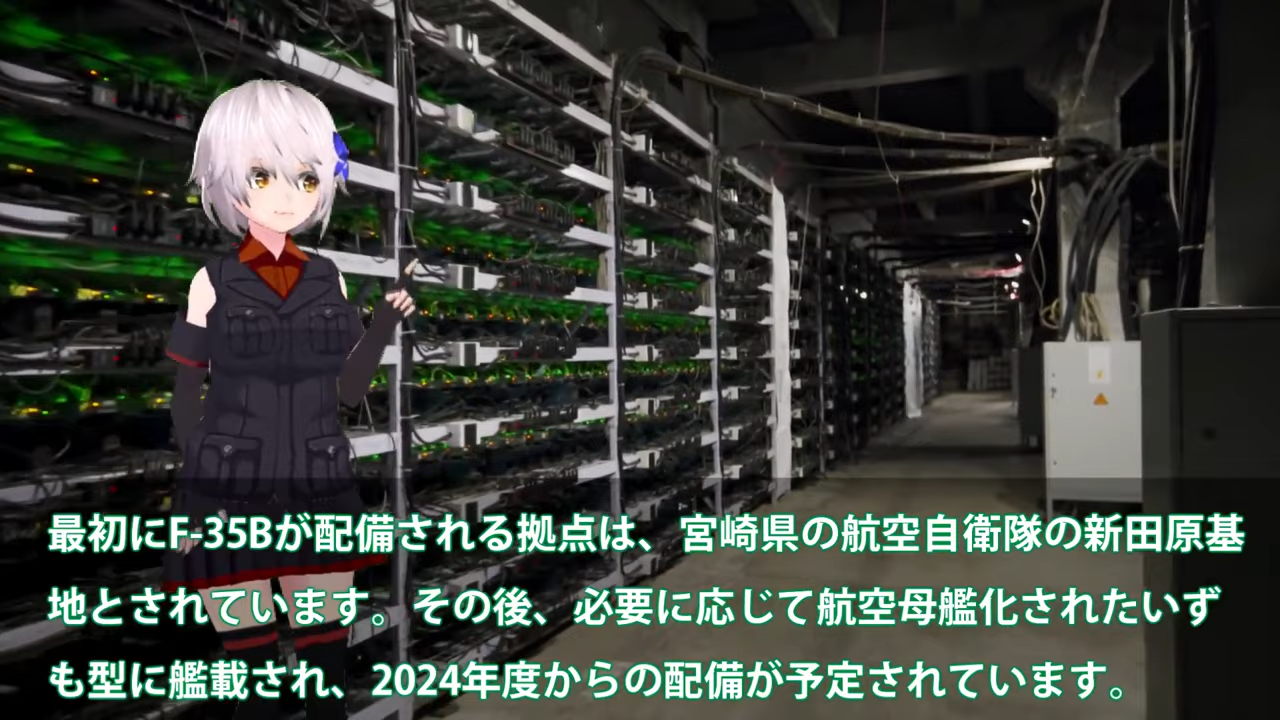 最初にF-35Bが配備される拠点は、宮崎県の航空自衛隊の新田原基
地とされています。その後、必要に応じて航空母艦化されたいず
も型に艦載され、2024年度からの配備が予定されています。